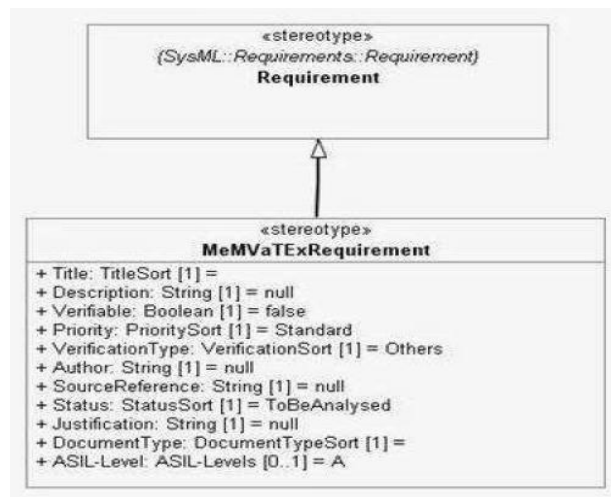 «stereotype»
(SysML::Requirements::Requirement)
Requirement
«stereotype»
MeMVaTExRequirement
+ Title: TitleSort [1] =
+ Description: String [1] = null
+ Verifiable: Boolean [1] = false
+ Priority: PrioritySort [1] = Standard
+ VerificationType: VerificationSort [1] = Others
+ Author: String [1] = null
+ SourceReference: String [1] = null
+ Status: StatusSort [1] = ToBeAnalysed
+ Justification: String [1] = null
+ DocumentType: DocumentTypeSort [1] =
+ ASIL-Level: ASIL-Levels [0..1] = A